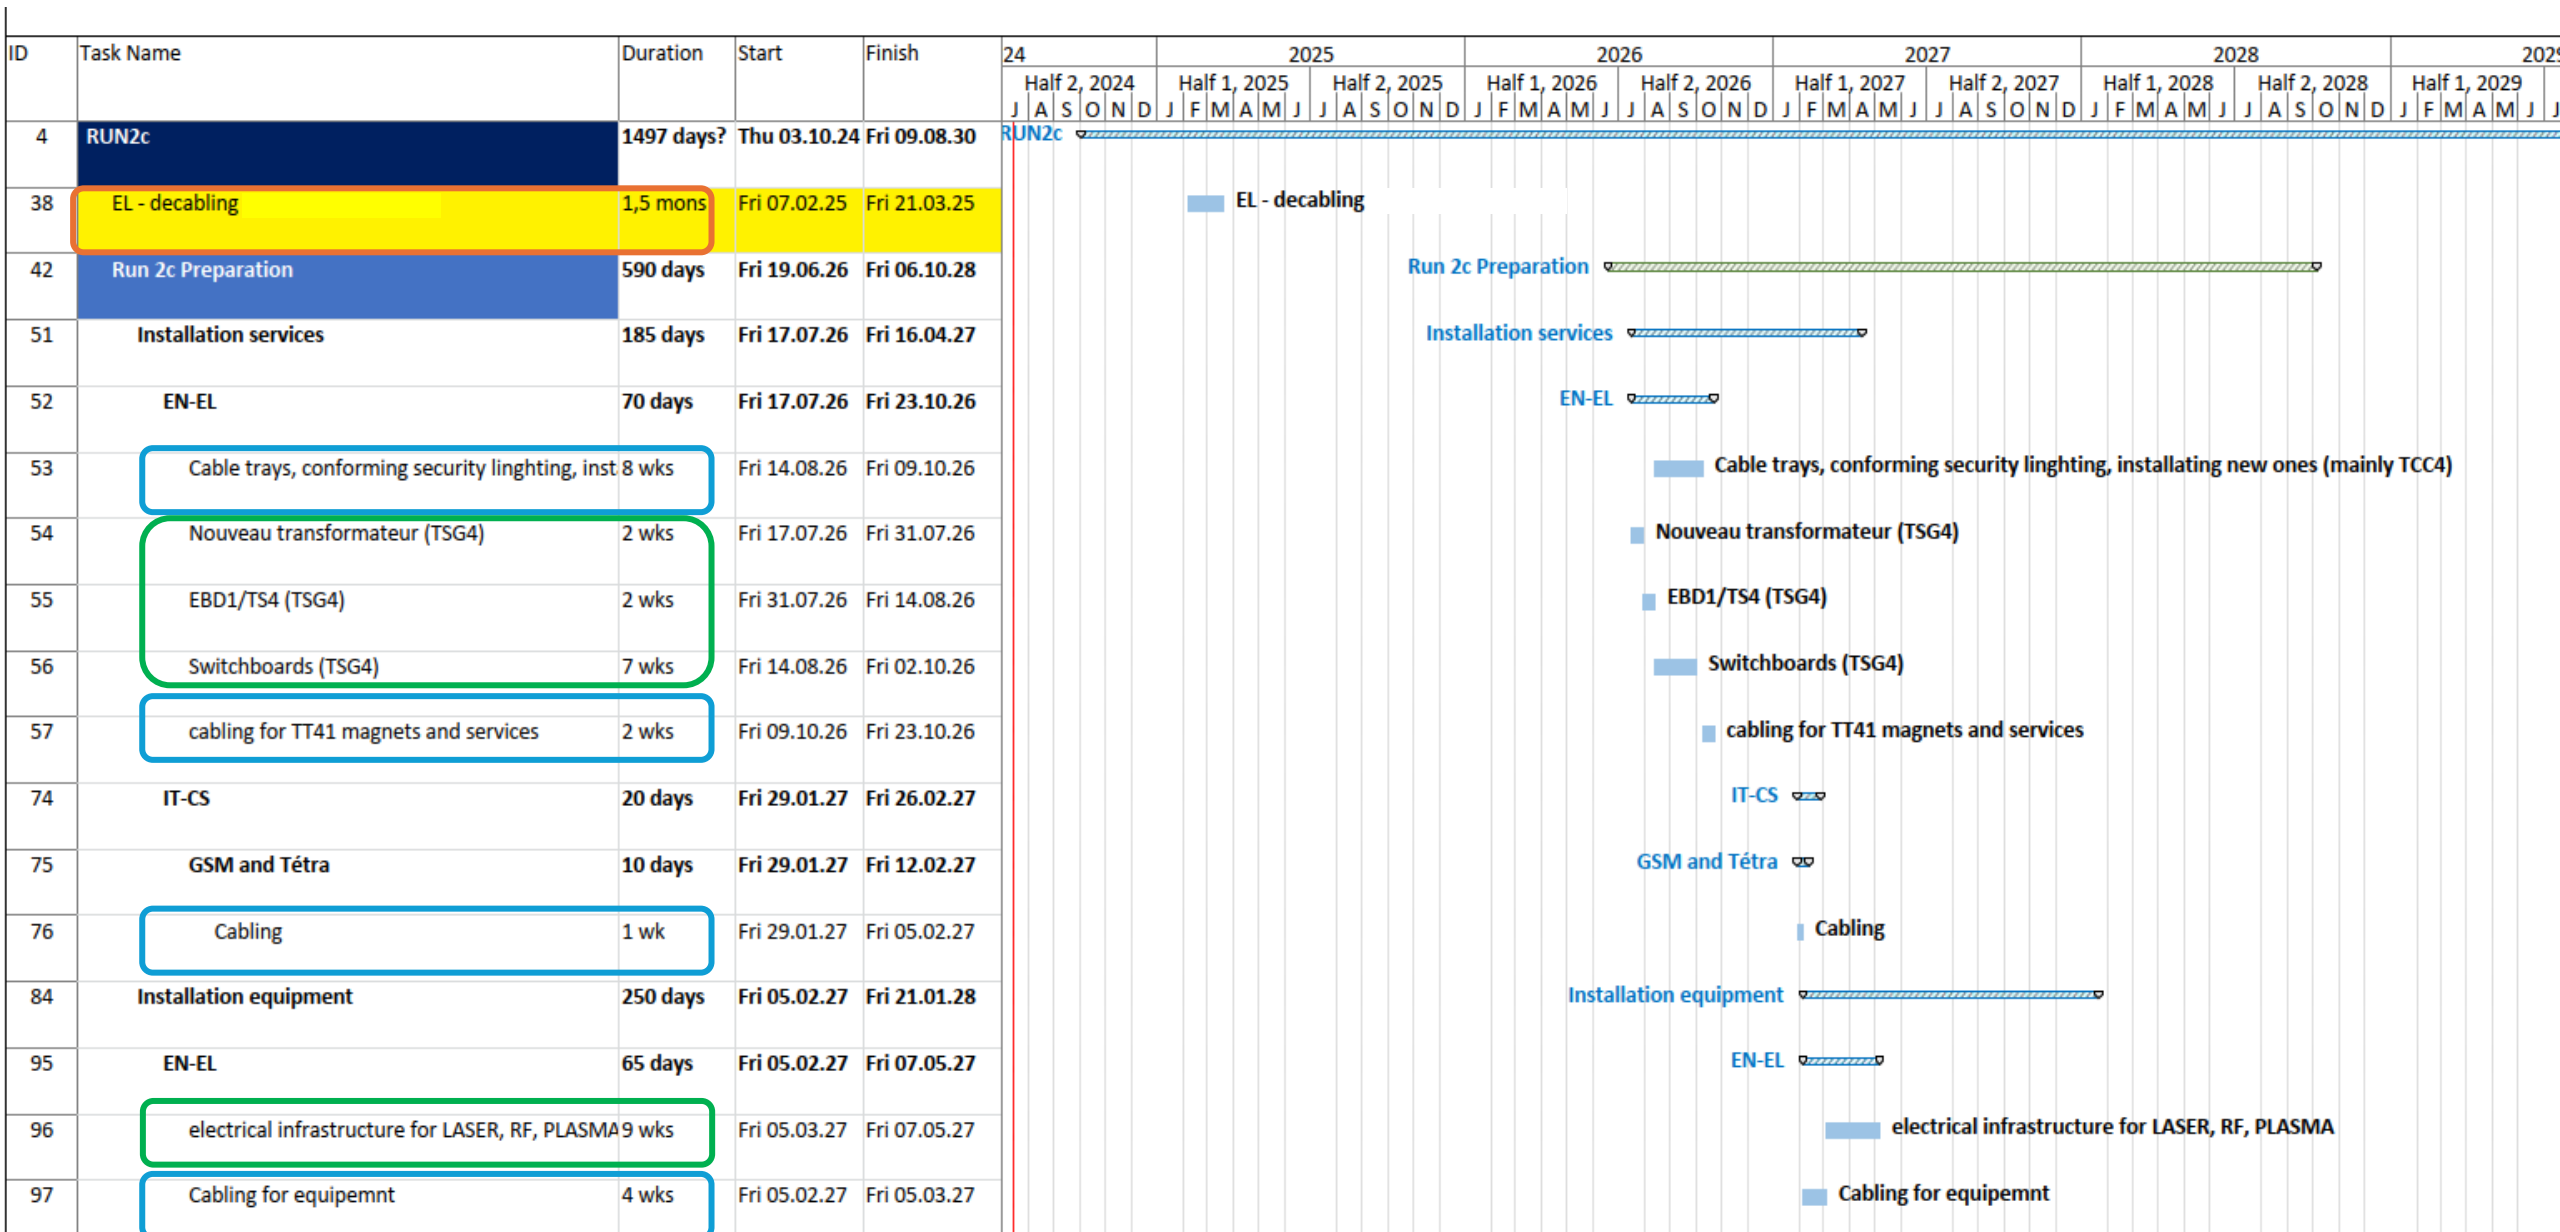 ID Task Name Duration Start Finish 24 2025 2026 2027 2028 2029
Half 2, 2024 Half 1, 2025 Half 2, 2025 Half 1, 2026 Half 2, 2026 Half 1, 2027 Half 2, 2027 Half 1, 2028 Half 2, 2028 Half 1, 2029
J A S O N D J F M A M J J A S O N D J F M A M J J A S O N D J F M A M J J A S O N D J F M A M J J A S O N D J F M A M J J
4 RUN2c 1497 days? Thu 03.10.24 Fri 09.08.30 RUN2c
38 EL - decabling 1,5 mons Fri 07.02.25 Fri 21.03.25 EL - decabling
42 Run 2c Preparation 590 days Fri 19.06.26 Fri 06.10.28 Run 2c Preparation
51 Installation services 185 days Fri 17.07.26 Fri 16.04.27 Installation services
52 EN-EL 70 days Fri 17.07.26 Fri 23.10.26 EN-EL
53 Cable trays, conforming security linghting, inst 8 wks Fri 14.08.26 Fri 09.10.26 Cable trays, conforming security linghting, installating new ones (mainly TCC4)
54 Nouveau transformateur (TSG4) 2 wks Fri 17.07.26 Fri 31.07.26 Nouveau transformateur (TSG4)
55 EBD1/TS4 (TSG4) 2 wks Fri 31.07.26 Fri 14.08.26 EBD1/TS4 (TSG4)
56 Switchboards (TSG4) 7 wks Fri 14.08.26 Fri 02.10.26 Switchboards (TSG4)
57 cabling for TT41 magnets and services 2 wks Fri 09.10.26 Fri 23.10.26 cabling for TT41 magnets and services
74 IT-CS 20 days Fri 29.01.27 Fri 26.02.27 IT-CS
75 GSM and Tétra 10 days Fri 29.01.27 Fri 12.02.27 GSM and Tétra
76 Cabling 1 wk Fri 29.01.27 Fri 05.02.27 Cabling
84 Installation equipment 250 days Fri 05.02.27 Fri 21.01.28 Installation equipment
95 EN-EL 65 days Fri 05.02.27 Fri 07.05.27 EN-EL
96 electrical infrastructure for LASER, RF, PLASMA 9 wks Fri 05.03.27 Fri 07.05.27 electrical infrastructure for LASER, RF, PLASMA
97 Cabling for equipemnt 4 wks Fri 05.02.27 Fri 05.03.27 Cabling for equipemnt